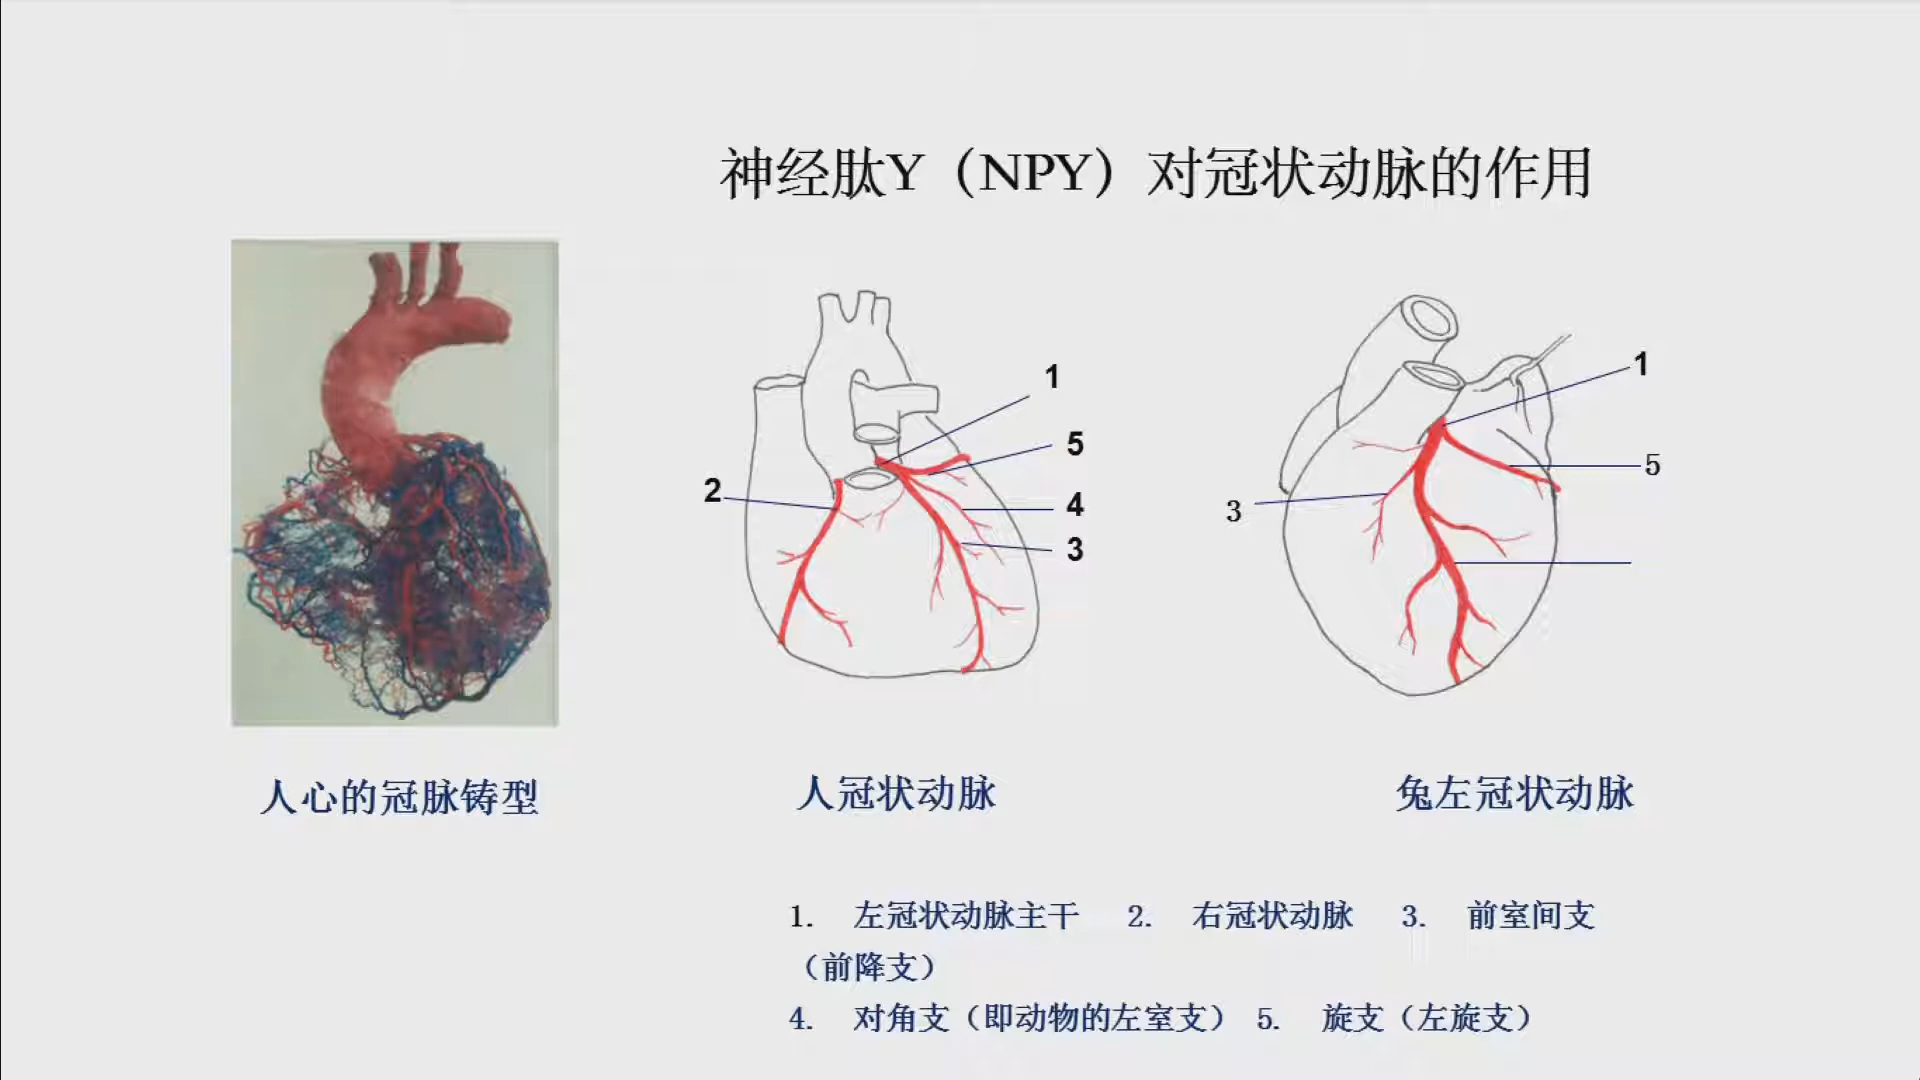 神经肽Y（NPY）对冠状动脉的作用
1
5
4
3
2
1
5
3
人心的冠脉铸型
人冠状动脉
兔左冠状动脉
1. 左冠状动脉主干 2. 右冠状动脉 3. 前室间支
（前降支）
4. 对角支（即动物的左室支） 5. 旋支（左旋支）